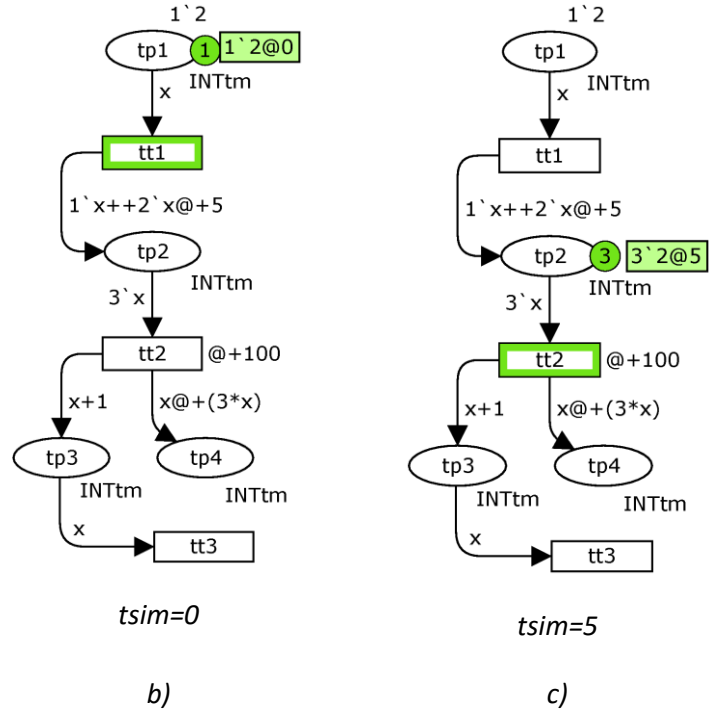 1`2
tp1
1
1`2@0
INTtm
x
tt1
1`x++2`x@+5
tp2
INTtm
3`x
tt2
@+100
x+1
x@+(3*x)
tp3
tp4
INTtm
INTtm
x
tt3
tsim=0
b)
1`2
tp1
INTtm
x
tt1
1`x++2`x@+5
tp2
3
3`2@5
INTtm
3`x
tt2
@+100
x+1
x@+(3*x)
tp3
tp4
INTtm
INTtm
x
tt3
tsim=5
c)